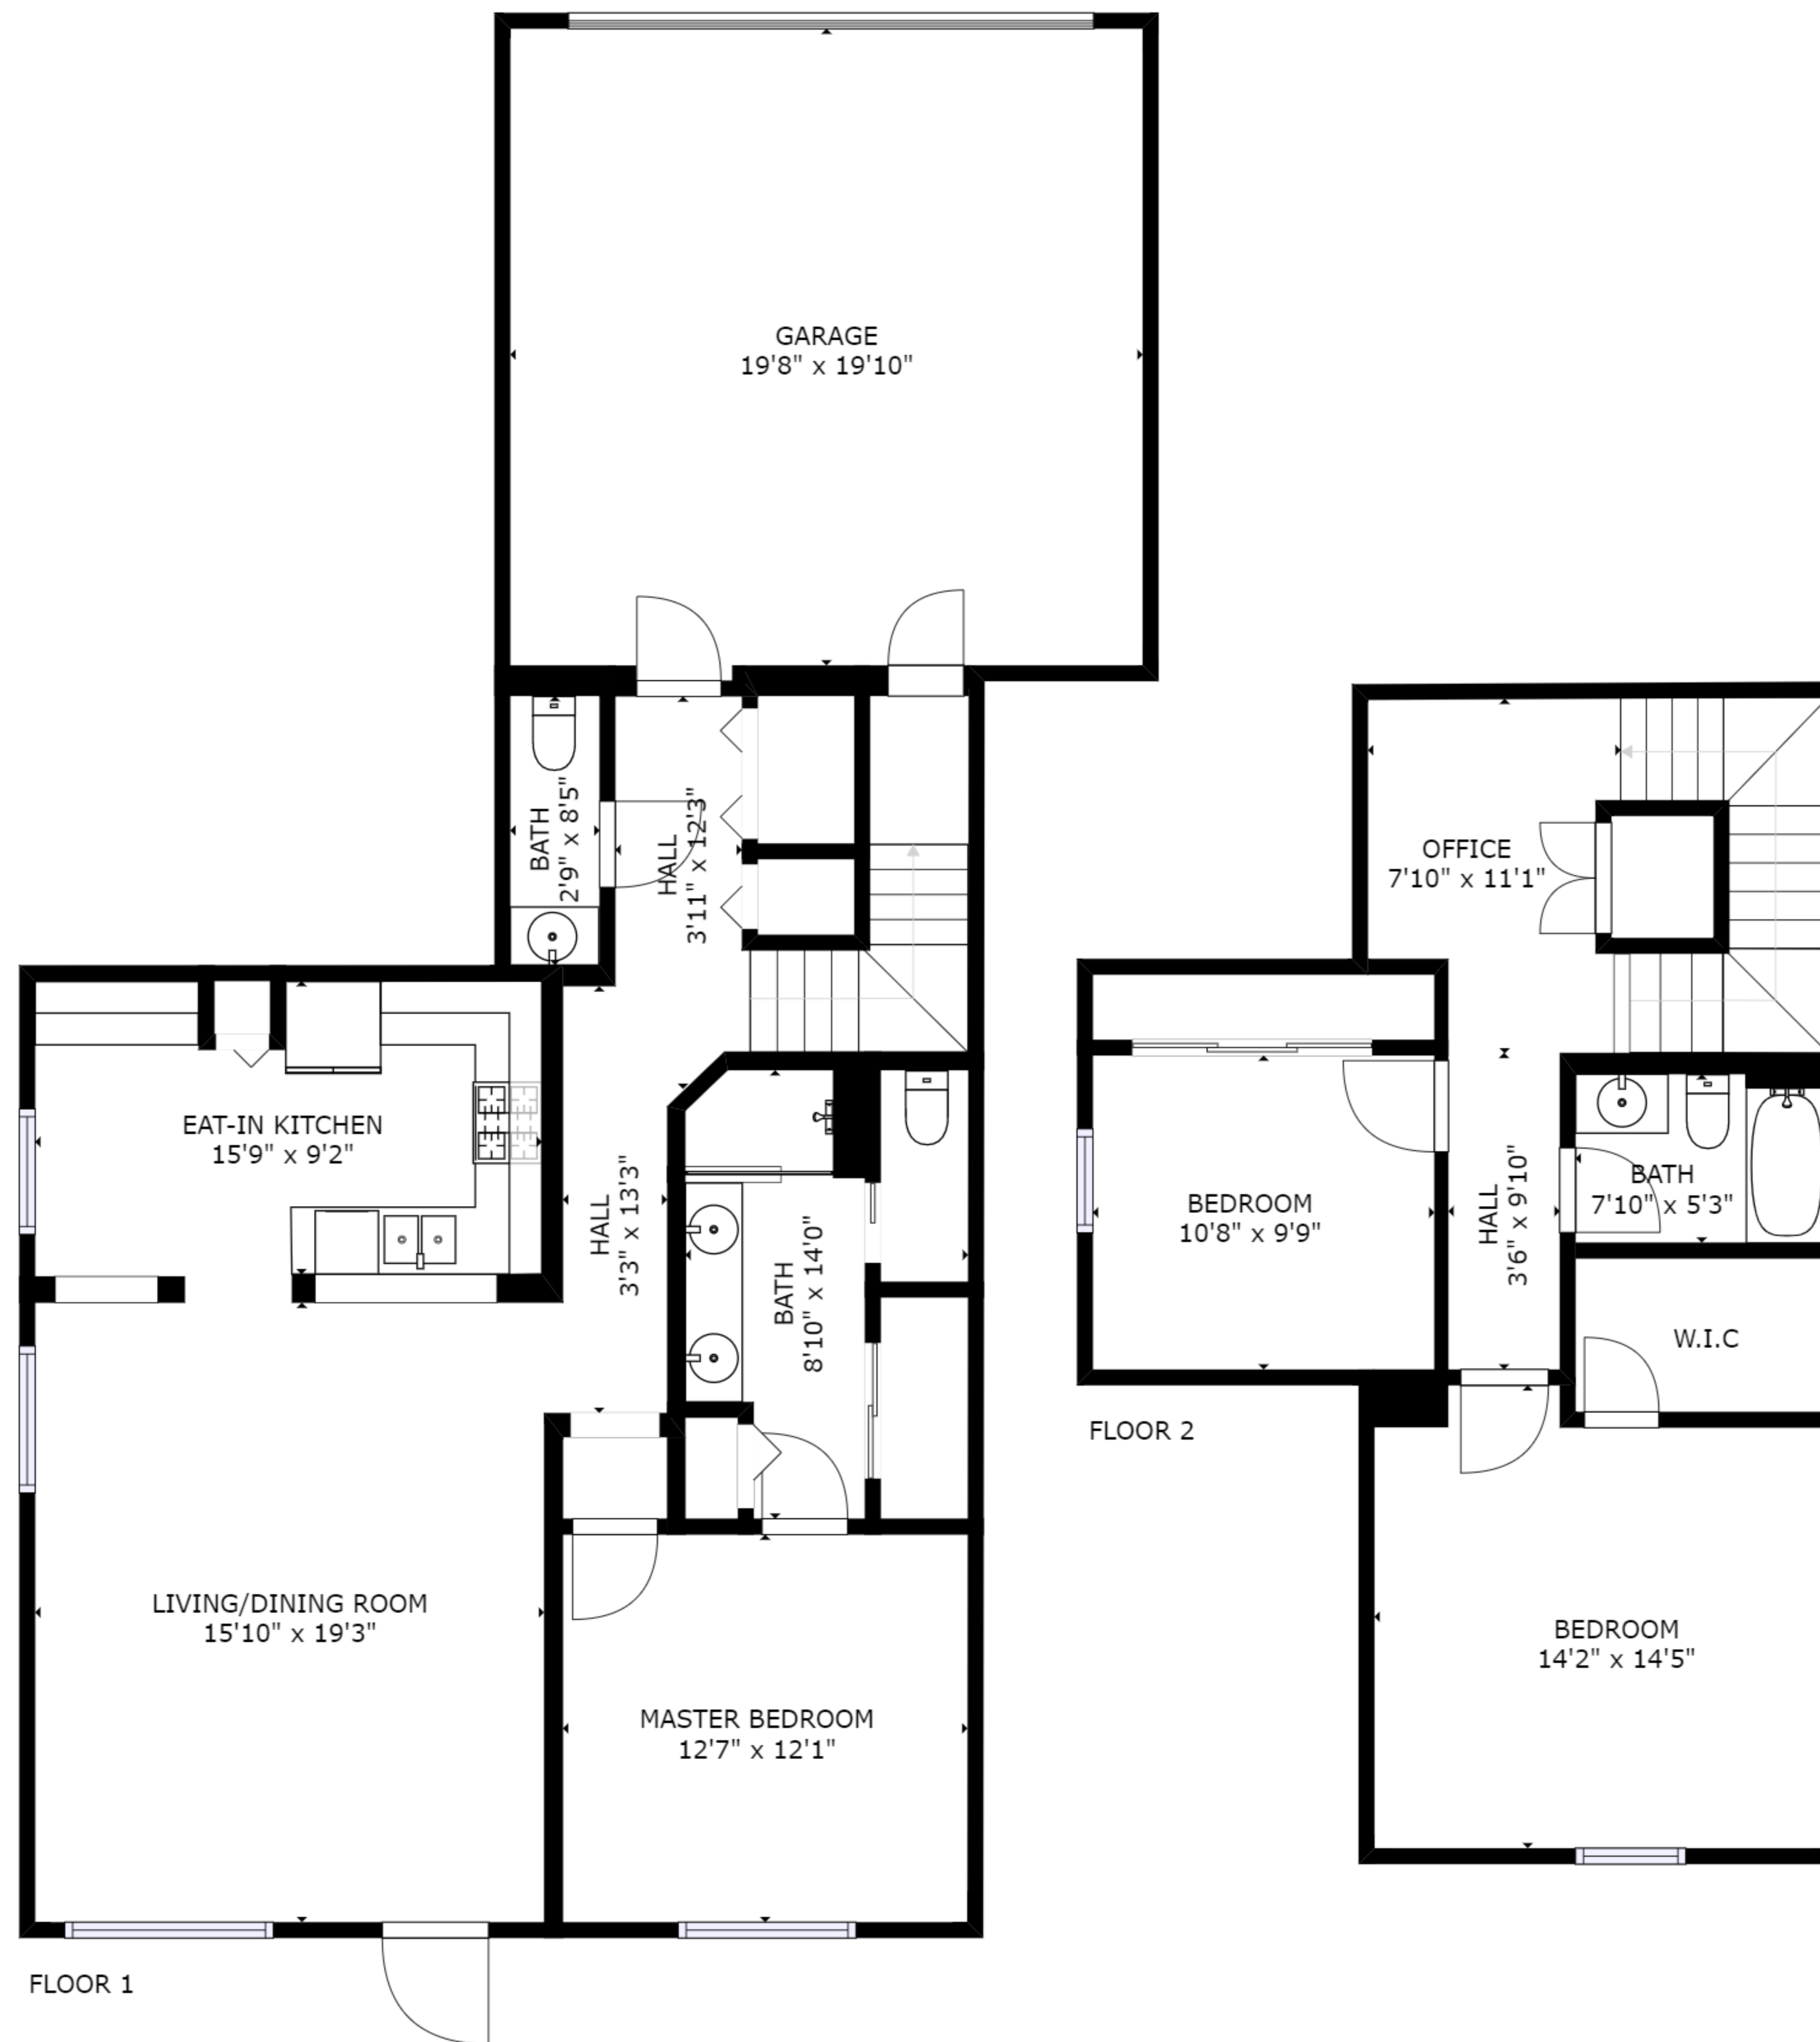 GARAGE
19'8" x 19'10"
BATH
2'9" x 8'5"
HALL
3'11" x 12'3"
EAT-IN KITCHEN
15'9" x 9'2"
HALL
3'3" x 13'3"
BATH
8'10" x 14'0"
LIVING/DINING ROOM
15'10" x 19'3"
MASTER BEDROOM
12'7" x 12'1"
FLOOR 1
OFFICE
7'10" x 11'1"
BEDROOM
10'8" x 9'9"
HALL
3'6" x 9'10"
BATH
7'10" x 5'3"
W.I.C
FLOOR 2
BEDROOM
14'2" x 14'5"